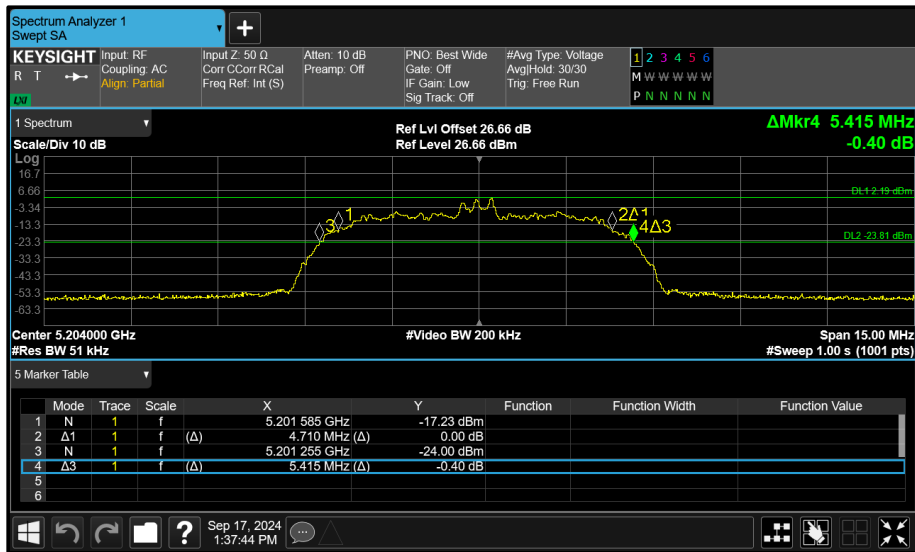 Spectrum Analyzer 1
Swept SA
+
KEYSIGHT
R T
LXI
Input: RF
Coupling: AC
Align: Partial
Input Z: 50 Ω
Corr CCorr RCal
Freq Ref: Int (S)
Atten: 10 dB
Preamp: Off
PNO: Best Wide
Gate: Off
IF Gain: Low
Sig Track: Off
#Avg Type: Voltage
Avg|Hold: 30/30
Trig: Free Run
1 2 3 4 5 6
M W W W W W
P N N N N N
1 Spectrum
Scale/Div 10 dB
Ref Lvl Offset 26.66 dB
Ref Level 26.66 dBm
ΔMkr4 5.415 MHz
-0.40 dB
Log
16.7
6.66
-3.34
-13.3
-23.3
-33.3
-43.3
-53.3
-63.3
DL1 2.19 dBm
DL2 -23.81 dBm
3
1
2Δ1
4Δ3
Center 5.204000 GHz
#Res BW 51 kHz
#Video BW 200 kHz
Span 15.00 MHz
#Sweep 1.00 s (1001 pts)
5 Marker Table
Mode Trace Scale X Y Function Function Width Function Value
1 N 1 f 5.201 585 GHz -17.23 dBm
2 Δ1 1 f (Δ) 4.710 MHz (Δ) 0.00 dB
3 N 1 f 5.201 255 GHz -24.00 dBm
4 Δ3 1 f (Δ) 5.415 MHz (Δ) -0.40 dB
5
6
?
Sep 17, 2024
1:37:44 PM